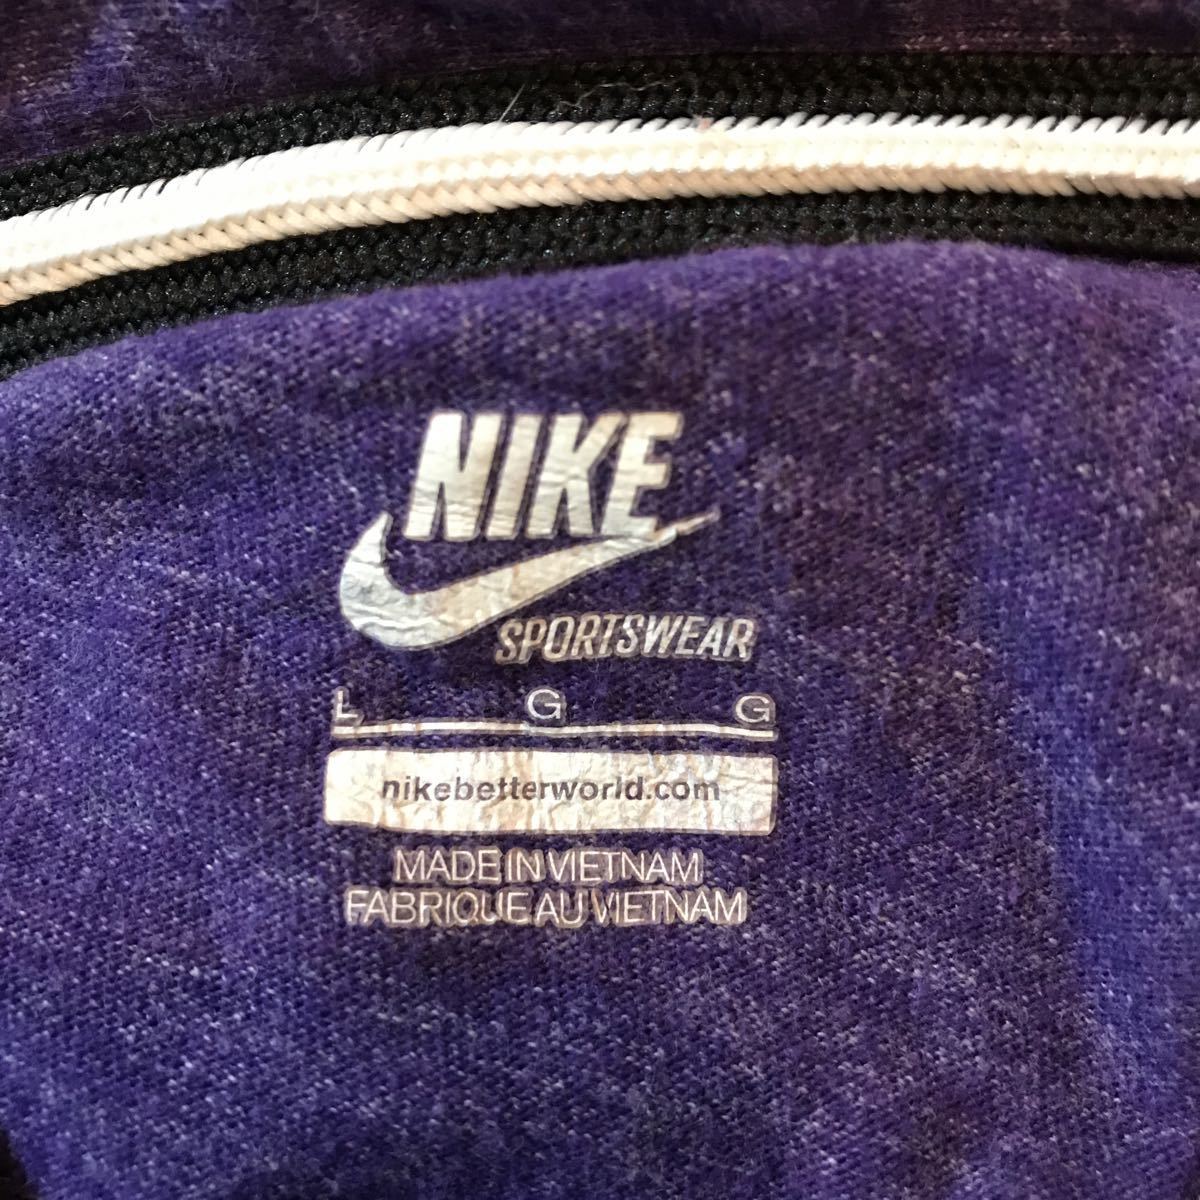 NIKE
SPORTSWEAR
L G G
nikebetterworld.com
MADE IN VIETNAM
FABRIQUE AU VIETNAM